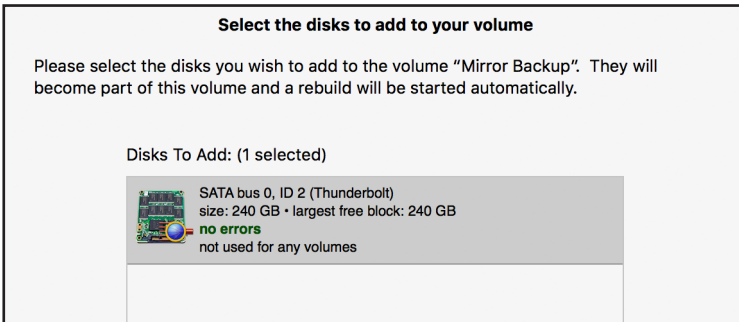 Select the disks to add to your volume
Please select the disks you wish to add to the volume “Mirror Backup”.  They will
become part of this volume and a rebuild will be started automatically.
Disks To Add: (1 selected)
SATA bus 0, ID 2 (Thunderbolt)
size: 240 GB • largest free block: 240 GB
no errors
not used for any volumes